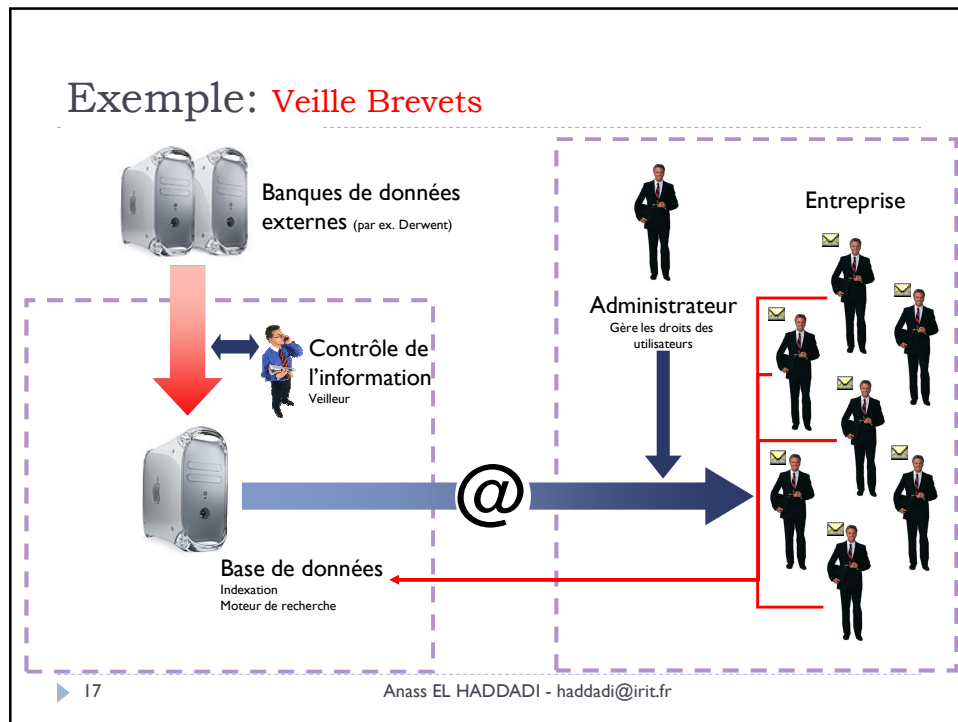 Exemple: Veille Brevets
Banques de données
externes (par ex. Derwent)
Entreprise
Administrateur
Gère les droits des
utilisateurs
Contrôle de
l'information
Veilleur
@
Base de données
Indexation
Moteur de recherche
17
Anass EL HADDADI - haddadi@irit.fr